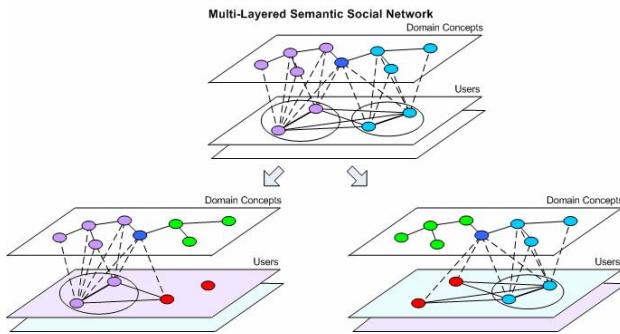 Multi-Layered Semantic Social Network
Domain Concepts
Users
Domain Concepts
Users
Domain Concepts
Users